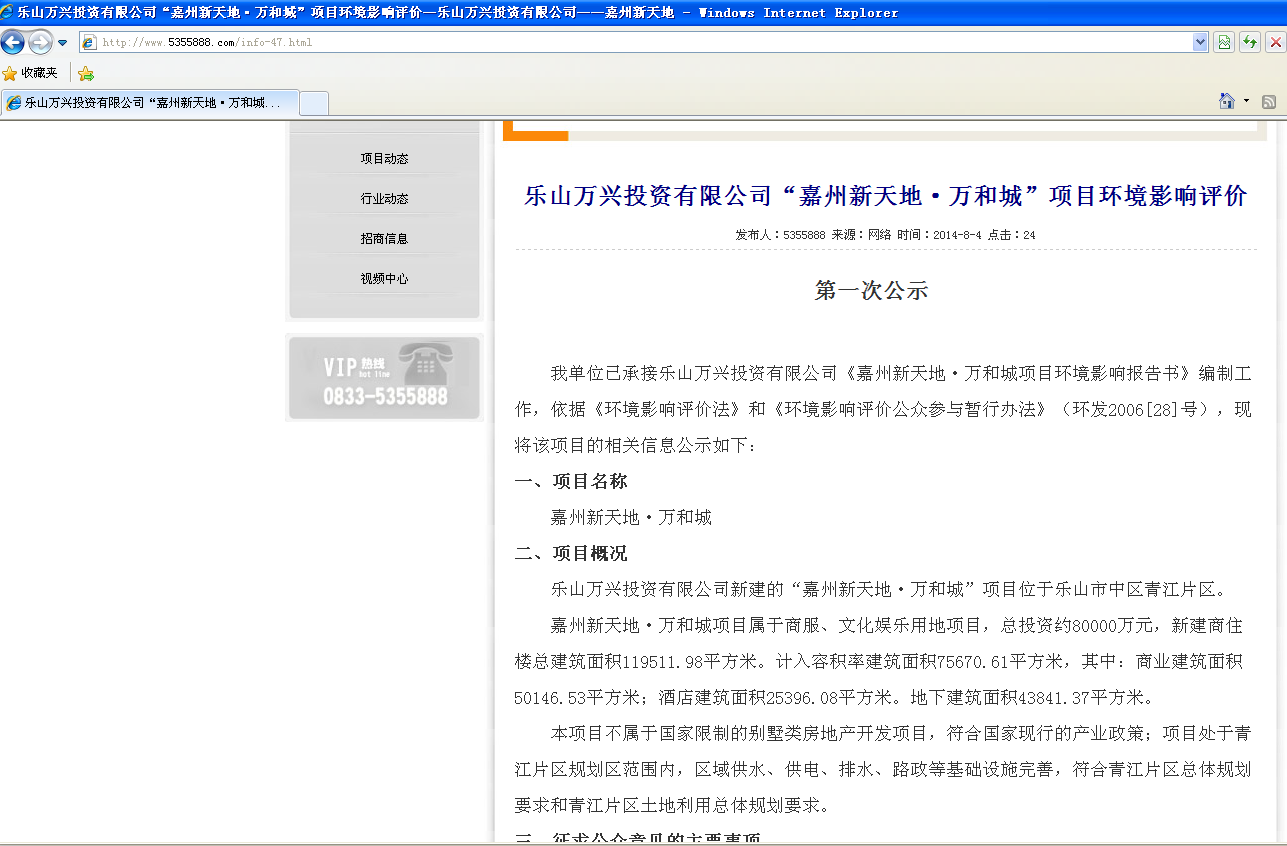 乐山万兴投资有限公司“嘉州新天地·万和城”项目环境影响评价—乐山万兴投资有限公司——嘉州新天地 - Windows Internet Explorer
http://www.5355888.com/info-47.html
收藏夹
乐山万兴投资有限公司“嘉州新天地·万和城...
项目动态
行业动态
招商信息
视频中心
VIP 热线
hot line
0833-5355888
乐山万兴投资有限公司“嘉州新天地·万和城”项目环境影响评价
发布人：5355888 来源：网络 时间：2014-8-4 点击：24
第一次公示
我单位已承接乐山万兴投资有限公司《嘉州新天地·万和城项目环境影响报告书》编制工
作，依据《环境影响评价法》和《环境影响评价公众参与暂行办法》（环发2006[28]号），现
将该项目的相关信息公示如下：
一、项目名称
嘉州新天地·万和城
二、项目概况
乐山万兴投资有限公司新建的“嘉州新天地·万和城”项目位于乐山市中区青江片区。
嘉州新天地·万和城项目属于商服、文化娱乐用地项目，总投资约80000万元，新建商住
楼总建筑面积119511.98平方米。计入容积率建筑面积75670.61平方米，其中：商业建筑面积
50146.53平方米；酒店建筑面积25396.08平方米。地下建筑面积43841.37平方米。
本项目不属于国家限制的别墅类房地产开发项目，符合国家现行的产业政策；项目处于青
江片区规划区范围内，区域供水、供电、排水、路政等基础设施完善，符合青江片区总体规划
要求和青江片区土地利用总体规划要求。
三、征求公众意见的主要事项